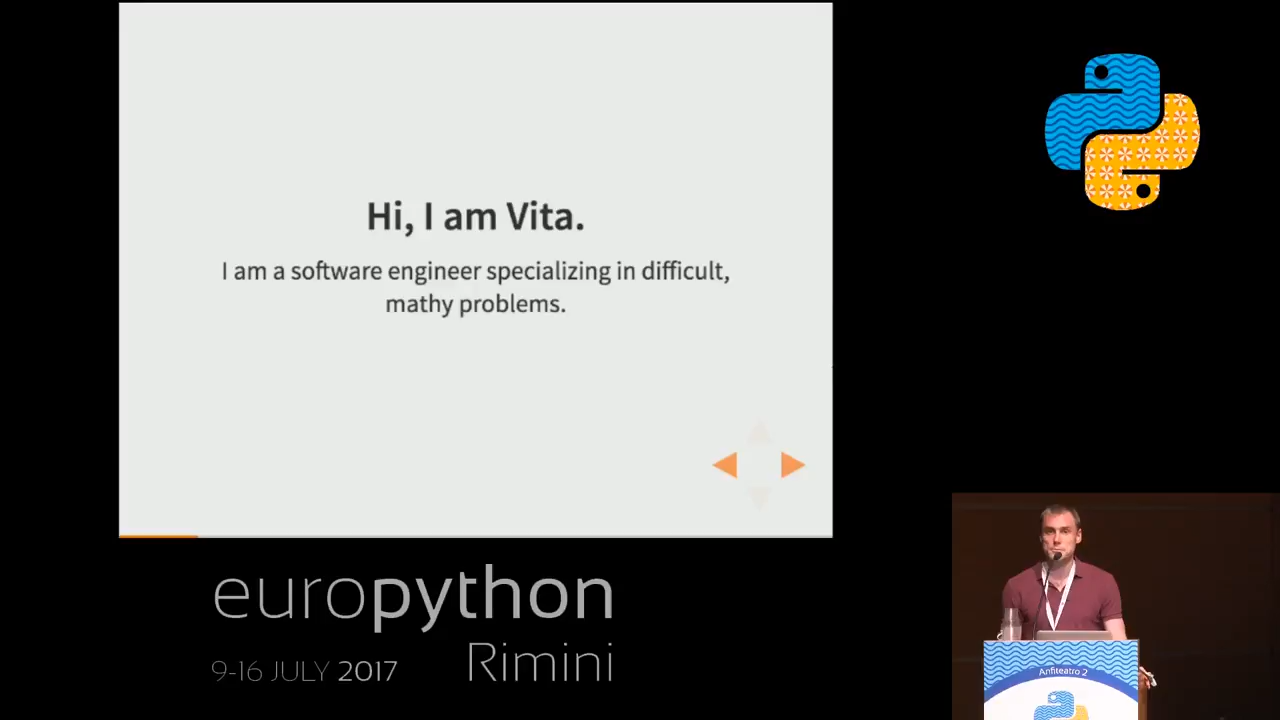 Hi, I am Vita.
I am a software engineer specializing in difficult,
mathy problems.
europython
9-16 JULY 2017 Rimini
Anfiteatro 2